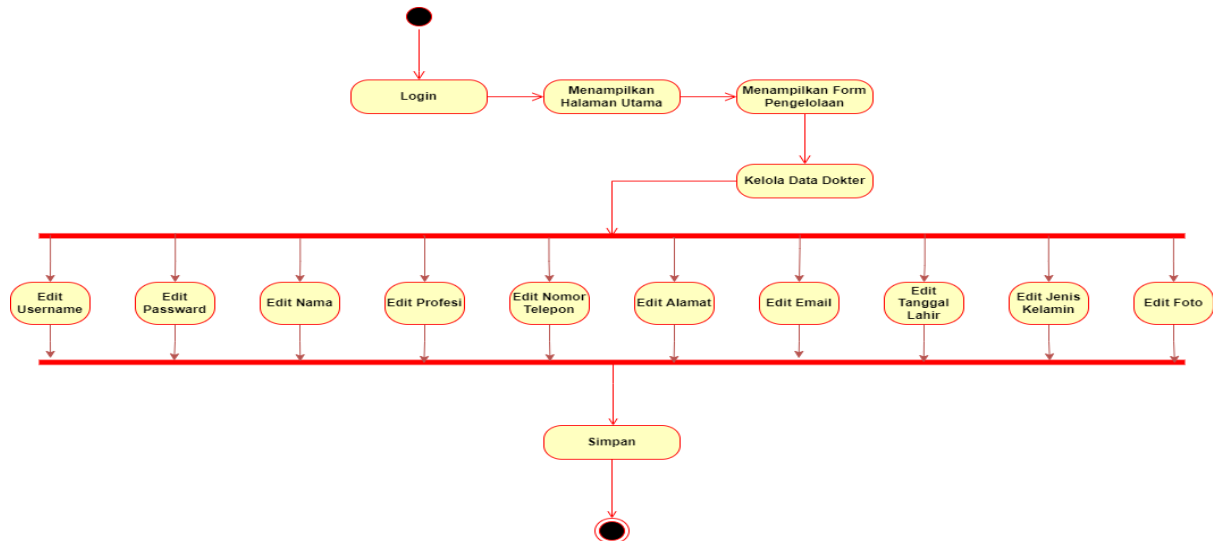 Login
Menampilkan
Halaman Utama
Menampilkan Form
Pengelolaan
Kelola Data Dokter
Edit
Username
Edit
Passward
Edit Nama
Edit Profesi
Edit Nomor
Telepon
Edit Alamat
Edit Email
Edit
Tanggal
Lahir
Edit Jenis
Kelamin
Edit Foto
Simpan